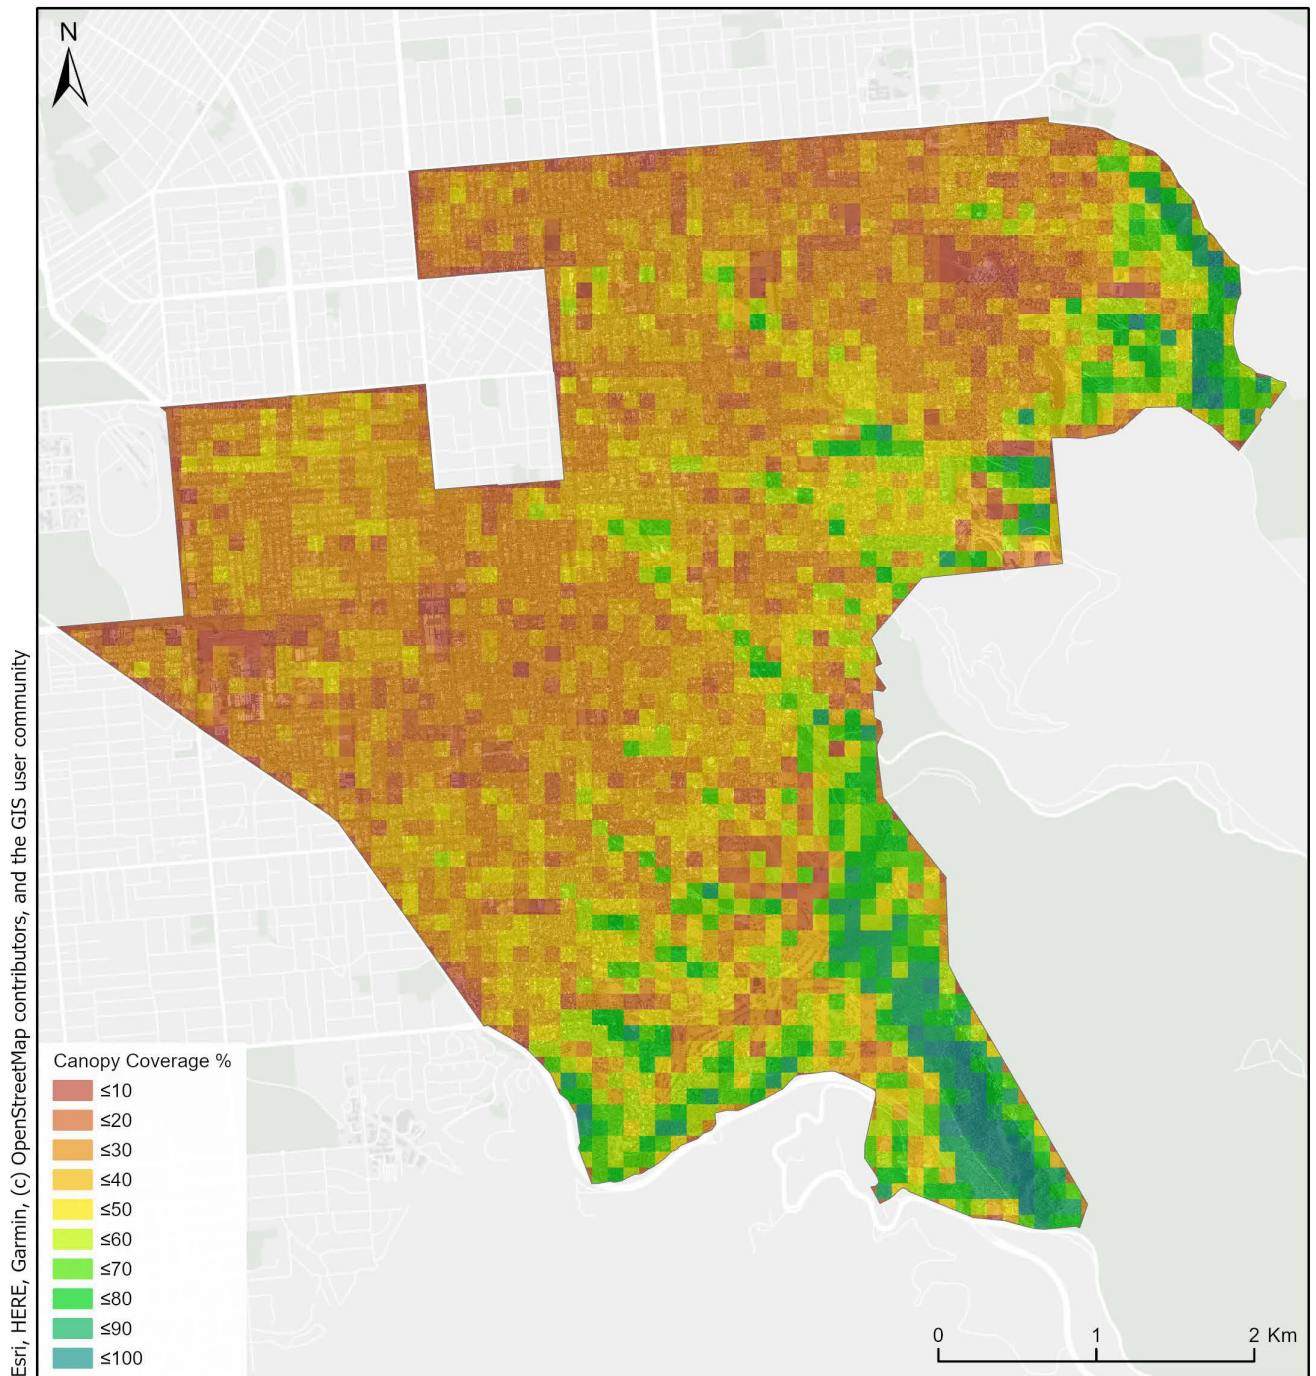 N
Esri, HERE, Garmin, (c) OpenStreetMap contributors, and the GIS user community
Canopy Coverage %
≤10
≤20
≤30
≤40
≤50
≤60
≤70
≤80
≤90
≤100
0 1 2 Km